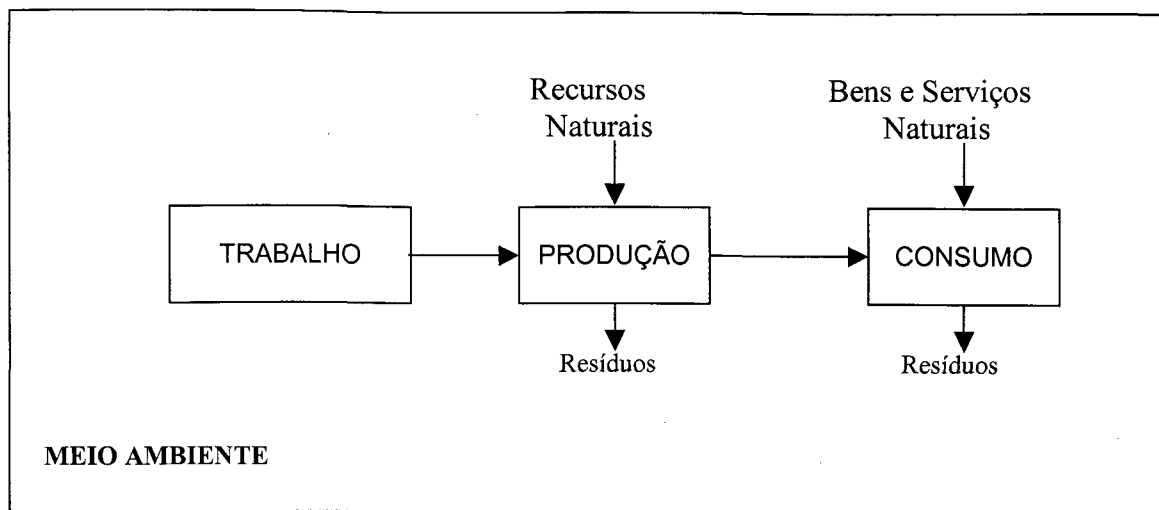 Recursos
Naturais
Bens e Serviços
Naturais
TRABALHO
PRODUÇÃO
CONSUMO
Resíduos
Resíduos
MEIO AMBIENTE